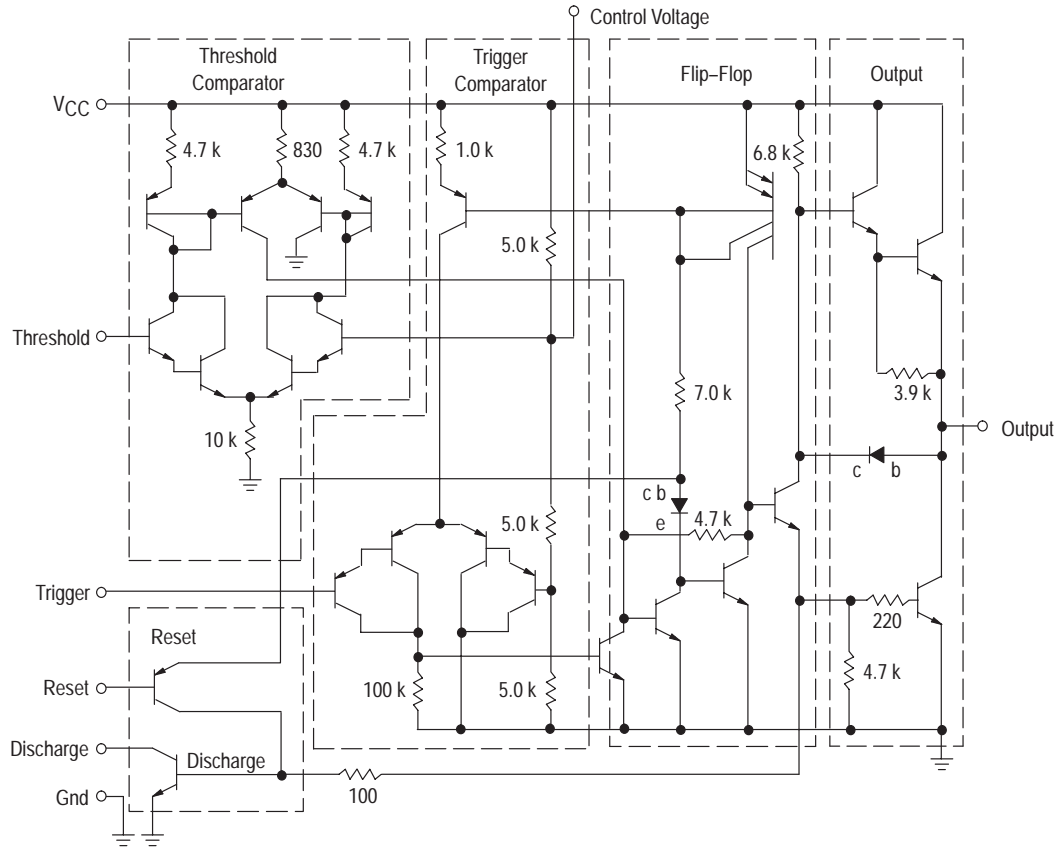 Control Voltage
Threshold
Comparator
Trigger
Comparator
Flip–Flop
Output
VCC
4.7 k
830
4.7 k
1.0 k
6.8 k
5.0 k
Threshold
7.0 k
3.9 k
10 k
Output
c b
c
b
e
4.7 k
5.0 k
Trigger
220
Reset
4.7 k
Reset
100 k
5.0 k
Discharge
Discharge
100
Gnd